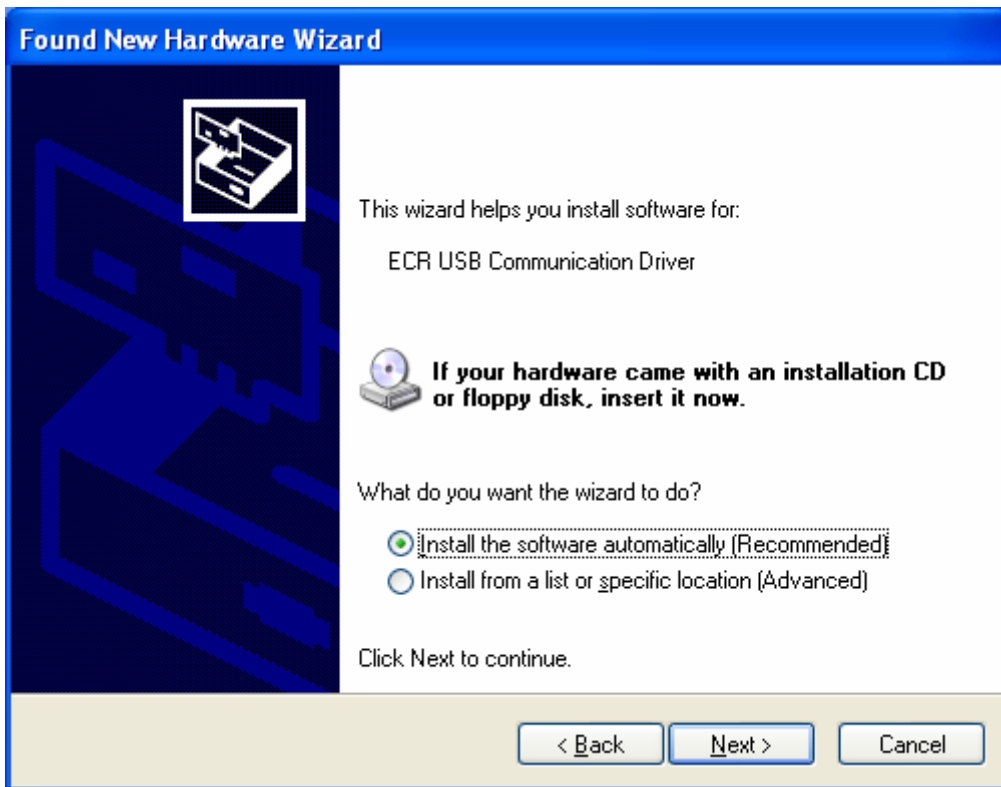 Found New Hardware Wizard
This wizard helps you install software for:
ECR USB Communication Driver
If your hardware came with an installation CD
or floppy disk, insert it now.
What do you want the wizard to do?
Install the software automatically (Recommended)
Install from a list or specific location (Advanced)
Click Next to continue.
< Back
Next >
Cancel